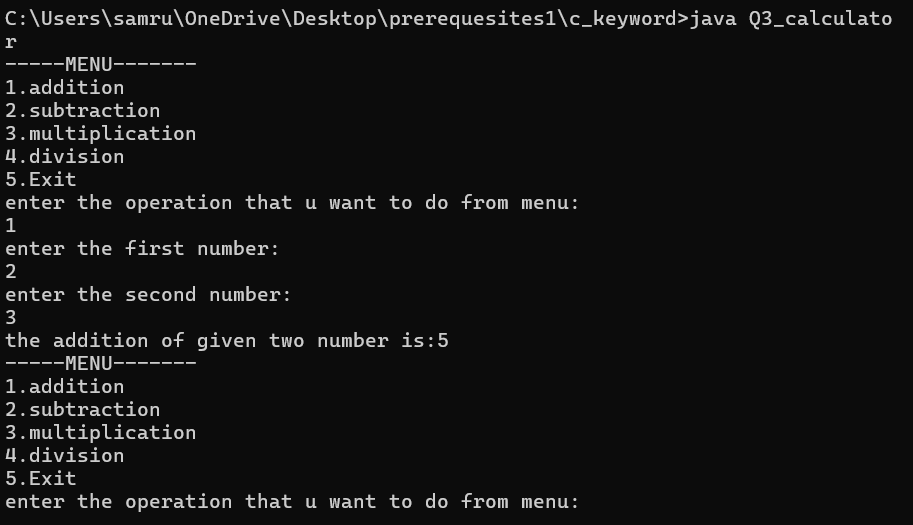 C:\Users\samru\OneDrive\Desktop\prerequesites1\c_keyword>java Q3_calculato
r
-----MENU-------
1.addition
2.subtraction
3.multiplication
4.division
5.Exit
enter the operation that u want to do from menu:
1
enter the first number:
2
enter the second number:
3
the addition of given two number is:5
-----MENU-------
1.addition
2.subtraction
3.multiplication
4.division
5.Exit
enter the operation that u want to do from menu: